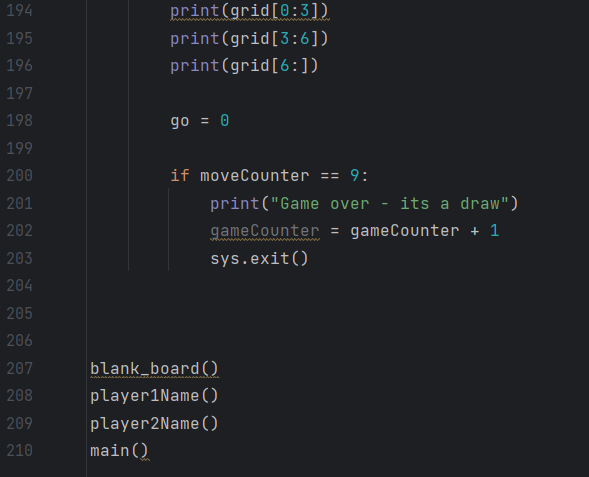 194 print(grid[0:3])
195 print(grid[3:6])
196 print(grid[6:])
197
198 go = 0
199
200 if moveCounter == 9:
201 print("Game over - its a draw")
202 gameCounter = gameCounter + 1
203 sys.exit()
204
205
206
207 blank_board()
208 player1Name()
209 player2Name()
210 main()